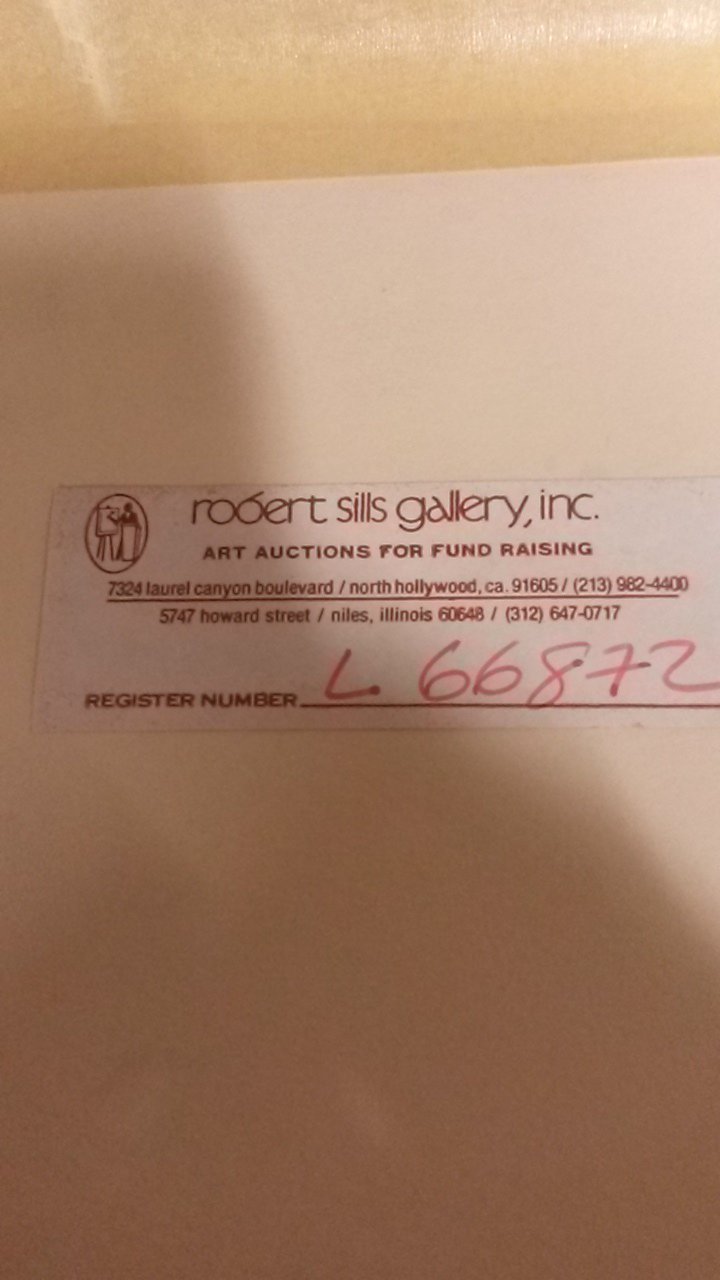 robert sills gallery, inc.
ART AUCTIONS FOR FUND RAISING
7324 laurel canyon boulevard / north hollywood, ca. 91605 / (213) 982-4400
5747 howard street / niles, illinois 60648 / (312) 647-0717
REGISTER NUMBER L. 66872